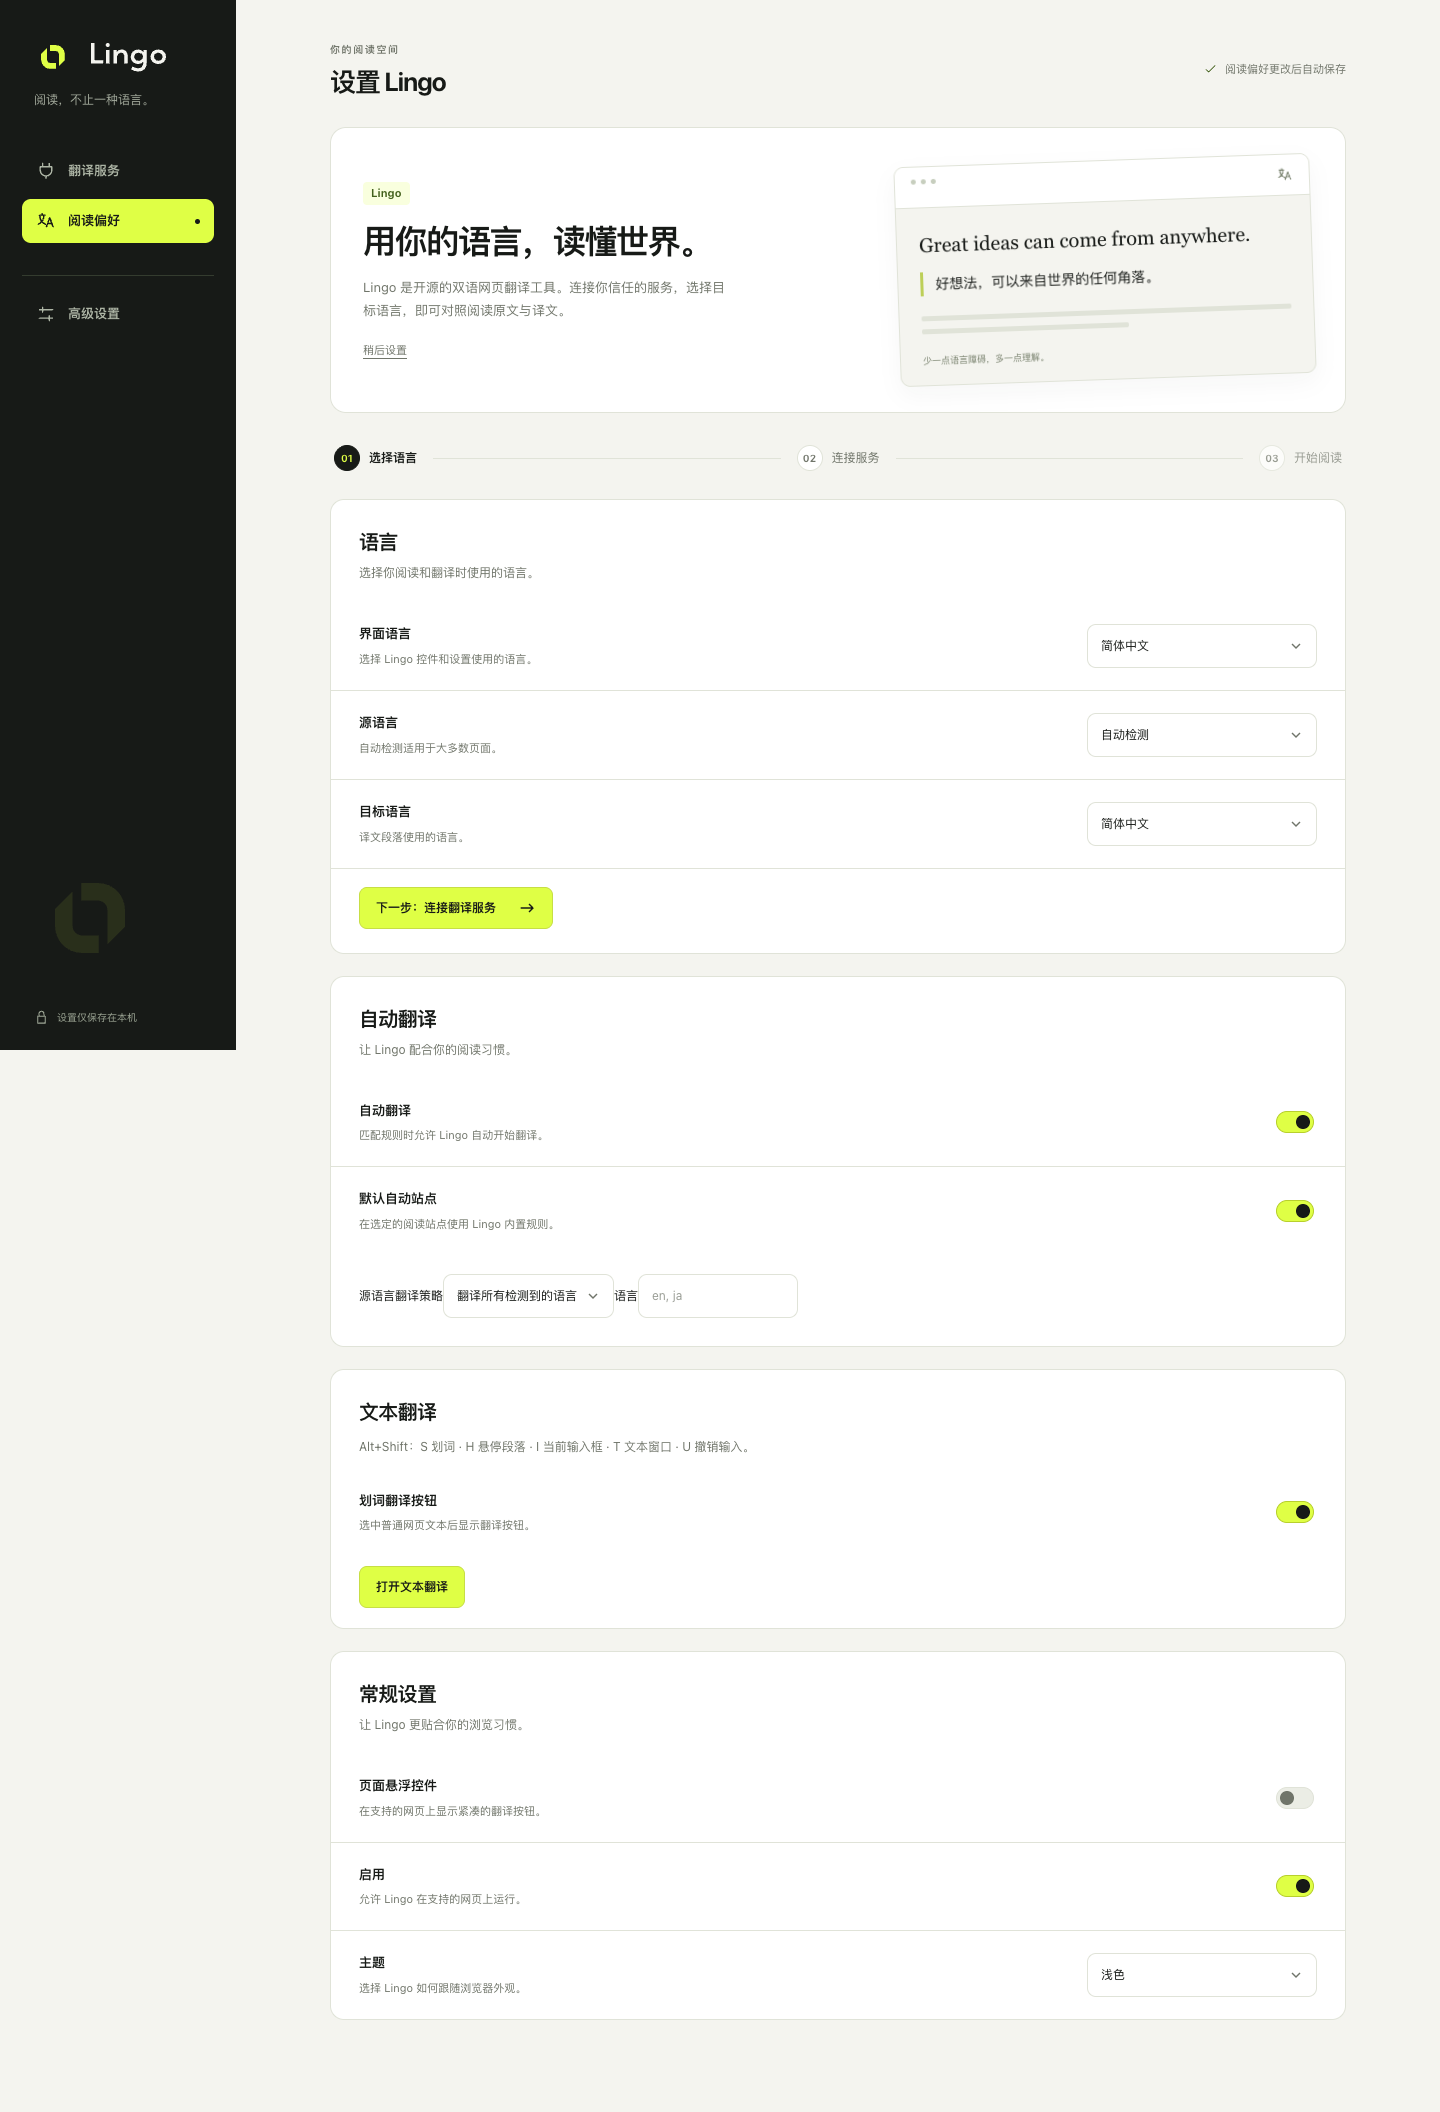 Lingo
阅读，不止一种语言。
翻译服务
阅读偏好
高级设置
设置仅保存在本机
你的阅读空间
设置 Lingo
阅读偏好更改后自动保存
Lingo
用你的语言，读懂世界。
Lingo 是开源的双语网页翻译工具。连接你信任的服务，选择目
标语言，即可对照阅读原文与译文。
稍后设置
Great ideas can come from anywhere.
好想法，可以来自世界的任何角落。
少一点语言障碍，多一点理解。
01 选择语言
02 连接服务
03 开始阅读
语言
选择你阅读和翻译时使用的语言。
界面语言
选择 Lingo 控件和设置使用的语言。
简体中文
源语言
自动检测适用于大多数页面。
自动检测
目标语言
译文段落使用的语言。
简体中文
下一步：连接翻译服务
自动翻译
让 Lingo 配合你的阅读习惯。
自动翻译
匹配规则时允许 Lingo 自动开始翻译。
默认自动站点
在选定的阅读站点使用 Lingo 内置规则。
源语言翻译策略 翻译所有检测到的语言 语言 en, ja
文本翻译
Alt+Shift：S 划词 · H 悬停段落 · I 当前输入框 · T 文本窗口 · U 撤销输入。
划词翻译按钮
选中普通网页文本后显示翻译按钮。
打开文本翻译
常规设置
让 Lingo 更贴合你的浏览习惯。
页面悬浮控件
在支持的网页上显示紧凑的翻译按钮。
启用
允许 Lingo 在支持的网页上运行。
主题
选择 Lingo 如何跟随浏览器外观。
浅色